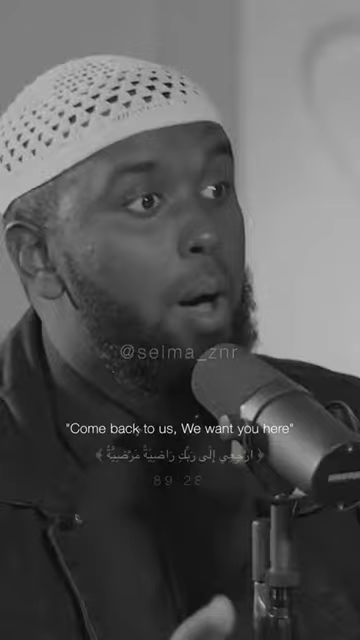 @selma_znr
"Come back to us, We want you here"
﴿ ارْجِعِي إِلَىٰ رَبِّكِ رَاضِيَةً مَّرْضِيَّةً ﴾
89 28